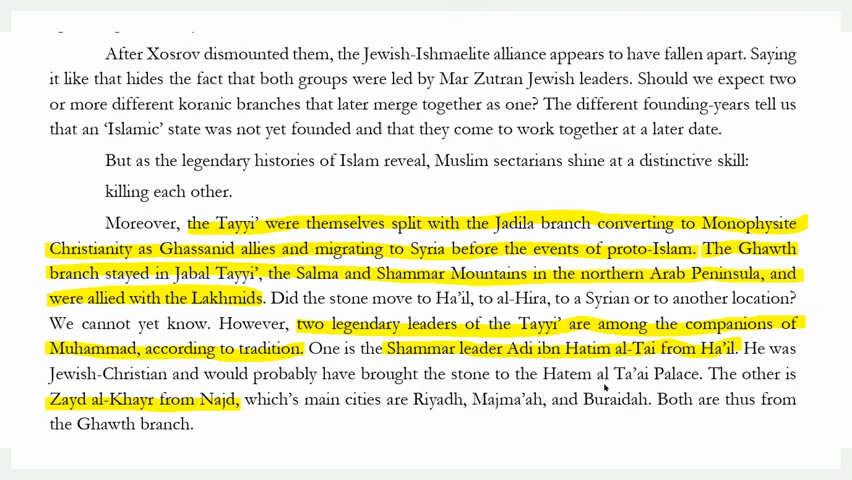 After Xosrov dismounted them, the Jewish-Ishmaelite alliance appears to have fallen apart. Saying
it like that hides the fact that both groups were led by Mar Zutran Jewish leaders. Should we expect two
or more different koranic branches that later merge together as one? The different founding-years tell us
that an ‘Islamic’ state was not yet founded and that they come to work together at a later date.
But as the legendary histories of Islam reveal, Muslim sectarians shine at a distinctive skill:
killing each other.
Moreover, the Tayyi’ were themselves split with the Jadila branch converting to Monophysite
Christianity as Ghassanid allies and migrating to Syria before the events of proto-Islam. The Ghawth
branch stayed in Jabal Tayyi’, the Salma and Shammar Mountains in the northern Arab Peninsula, and
were allied with the Lakhmids. Did the stone move to Ha’il, to al-Hira, to a Syrian or to another location?
We cannot yet know. However, two legendary leaders of the Tayyi’ are among the companions of
Muhammad, according to tradition. One is the Shammar leader Adi ibn Hatim al-Tai from Ha’il. He was
Jewish-Christian and would probably have brought the stone to the Hatem al Ta’ai Palace. The other is
Zayd al-Khayr from Najd, which’s main cities are Riyadh, Majma’ah, and Buraidah. Both are thus from
the Ghawth branch.